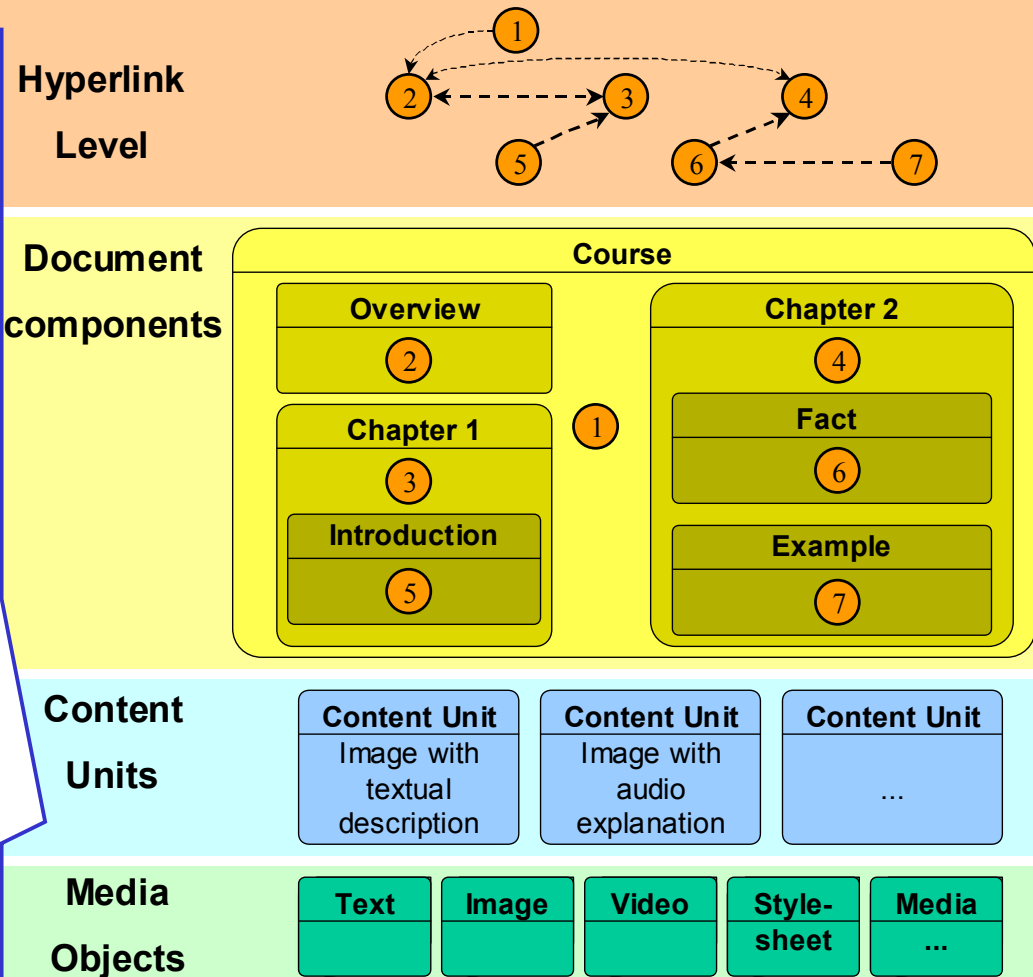 Hyperlink
Level
1
2
3
4
5
6
7
Document
components
Course
Overview
2
Chapter 1
3
Introduction
5
1
Chapter 2
4
Fact
6
Example
7
Content
Units
Content Unit
Image with
textual
description
Content Unit
Image with
audio
explanation
Content Unit
...
Media
Objects
Text
Image
Video
Style-
sheet
Media
...